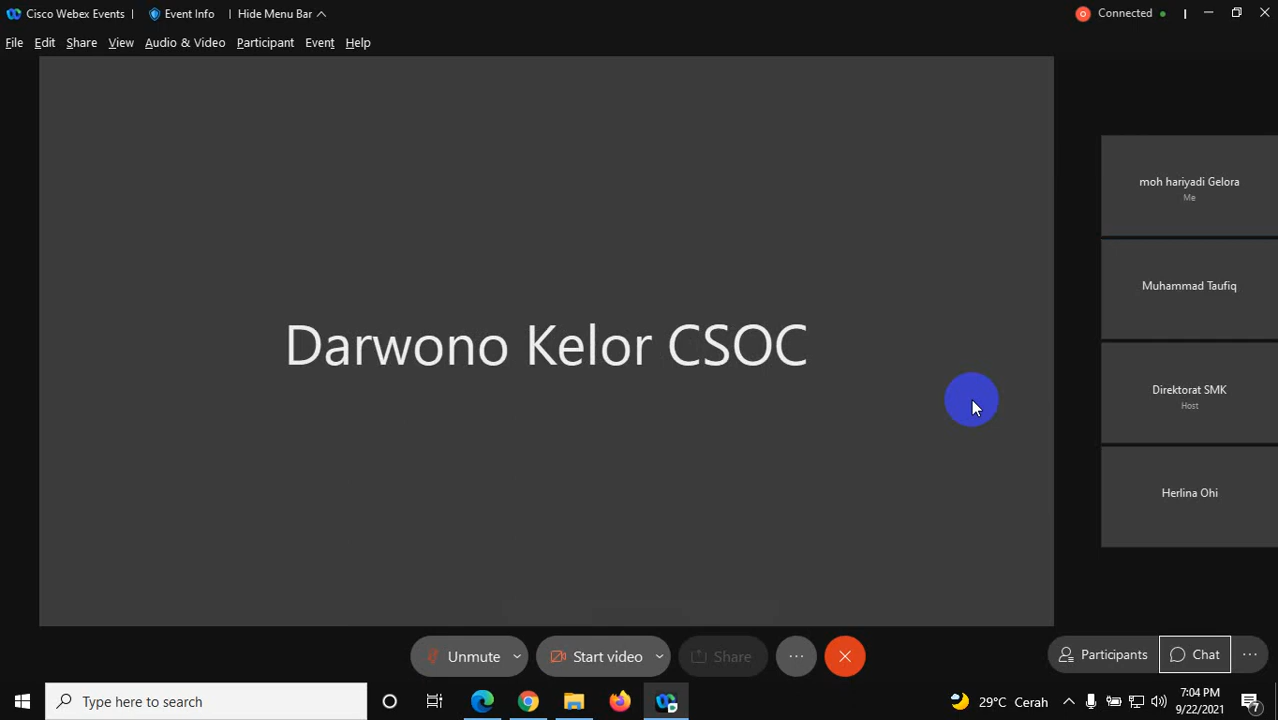 Cisco Webex Events | Event Info | Hide Menu Bar
Connected
File Edit Share View Audio & Video Participant Event Help
moh hariyadi Gelora
Me
Muhammad Taufiq
Darwono Kelor CSOC
Direktorat SMK
Host
Herlina Ohi
Unmute Start video Share
Participants Chat
Type here to search
29°C Cerah
7:04 PM
9/22/2021
7